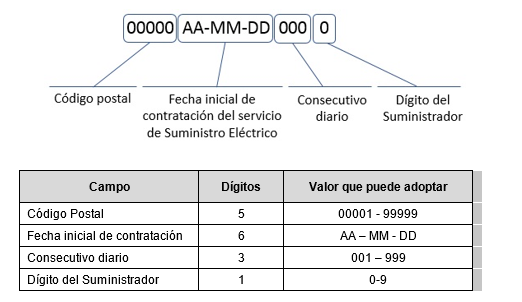 00000 AA-MM-DD 000 0
Código postal
Fecha inicial de
contratación del servicio
de Suministro Eléctrico
Consecutivo
diario
Dígito del
Suministrador
Campo Dígitos Valor que puede adoptar
Código Postal 5 00001 - 99999
Fecha inicial de contratación 6 AA – MM - DD
Consecutivo diario 3 001 – 999
Dígito del Suministrador 1 0-9